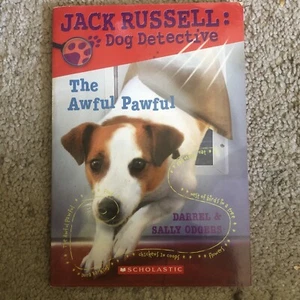 JACK RUSSELL:
Dog Detective
The
Awful Pawful
DARREL &
SALLY ODGERS
SCHOLASTIC